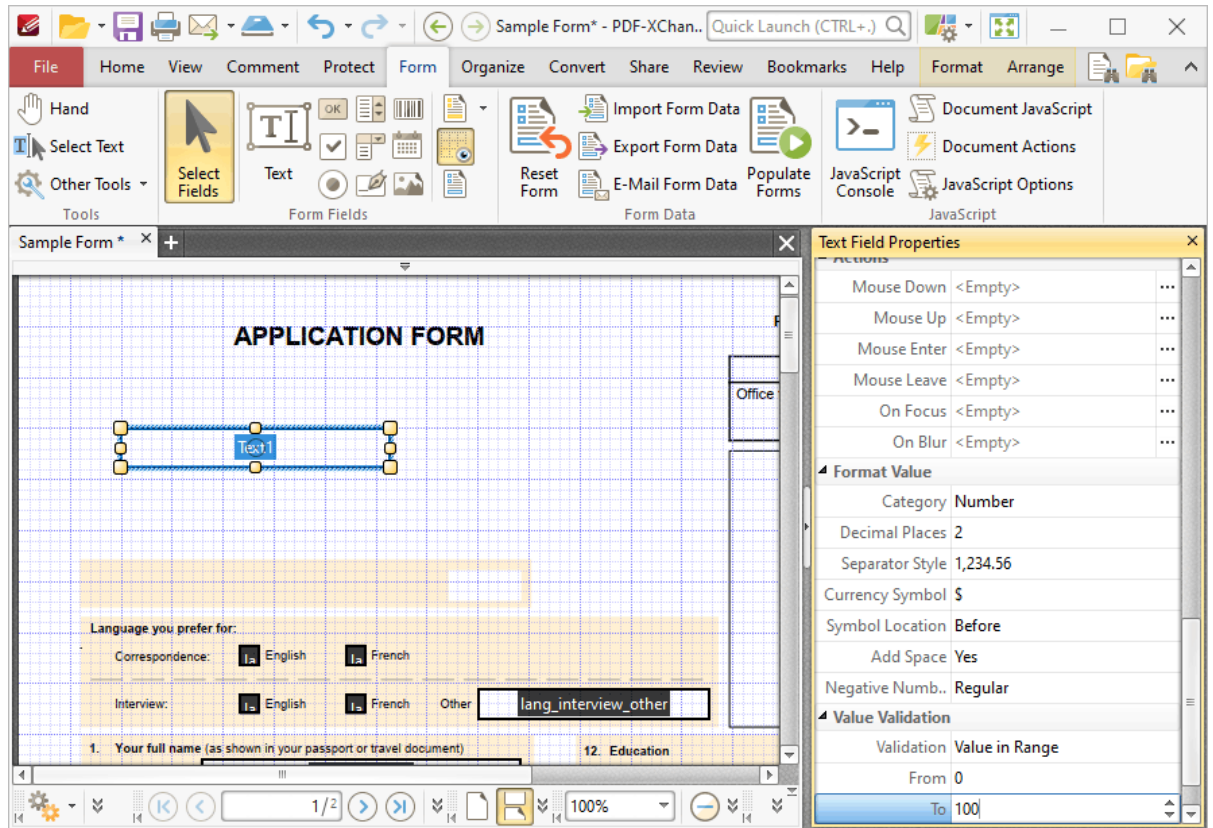 Sample Form* - PDF-XChan.. Quick Launch (CTRL+.)
File Home View Comment Protect Form Organize Convert Share Review Bookmarks Help Format Arrange
Hand
Select Text
Other Tools
Tools
Select Fields
Text
OK
Form Fields
Reset Form
Import Form Data
Export Form Data
E-Mail Form Data
Populate Forms
Form Data
JavaScript Console
Document JavaScript
Document Actions
JavaScript Options
JavaScript
Sample Form *
APPLICATION FORM
Office
Text1
Language you prefer for:
Correspondence: la English la French
Interview: la English la French Other lang_interview_other
1. Your full name (as shown in your passport or travel document)
12. Education
1/2
100%
Text Field Properties
Actions
Mouse Down <Empty> ...
Mouse Up <Empty> ...
Mouse Enter <Empty> ...
Mouse Leave <Empty> ...
On Focus <Empty> ...
On Blur <Empty> ...
Format Value
Category Number
Decimal Places 2
Separator Style 1,234.56
Currency Symbol $
Symbol Location Before
Add Space Yes
Negative Numb.. Regular
Value Validation
Validation Value in Range
From 0
To 100